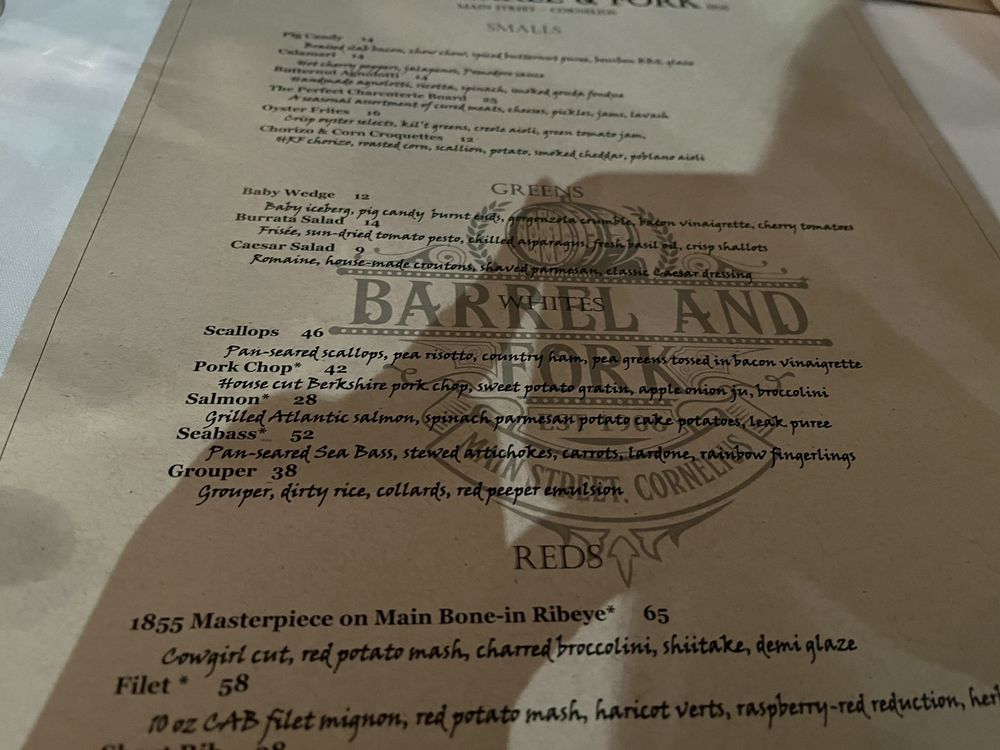 & FORK
MAIN STREET - CORNELIUS
SMALLS
Pig Candy 14
Braised slab bacon, chow chow, spiced butternut puree, bourbon BBQ glaze
Calamari 14
Hot cherry peppers, jalapenos, Pomodoro sauce
Butternut Agnolotti 14
Handmade agnolotti, ricotta, spinach, smoked gouda fondue
The Perfect Charcuterie Board 25
A seasonal assortment of cured meats, cheeses, pickles, jams, lavash
Oyster Frites 16
Crisp oyster selects, kil't greens, creole aioli, green tomato jam,
Chorizo & Corn Croquettes 12
HRF chorizo, roasted corn, scallion, potato, smoked cheddar, poblano aioli
GREENS
Baby Wedge 12
Baby iceberg, pig candy burnt ends, gorgonzola crumble, bacon vinaigrette, cherry tomatoes
Burrata Salad 14
Frisée, sun-dried tomato pesto, chilled asparagus, fresh basil oil, crisp shallots
Caesar Salad 9
Romaine, house-made croutons, shaved parmesan, classic Caesar dressing
WHITES
BARREL AND
FORK
MAIN STREET, CORNELIUS
Scallops 46
Pan-seared scallops, pea risotto, country ham, pea greens tossed in bacon vinaigrette
Pork Chop* 42
House cut Berkshire pork chop, sweet potato gratin, apple onion ju, broccolini
Salmon* 28
Grilled Atlantic salmon, spinach parmesan potato cake potatoes, leak puree
Seabass* 52
Pan-seared Sea Bass, stewed artichokes, carrots, lardone, rainbow fingerlings
Grouper 38
Grouper, dirty rice, collards, red peeper emulsion
REDS
1855 Masterpiece on Main Bone-in Ribeye* 65
Cowgirl cut, red potato mash, charred broccolini, shiitake, demi glaze
Filet * 58
10 oz CAB filet mignon, red potato mash, haricot verts, raspberry-red reduction, her